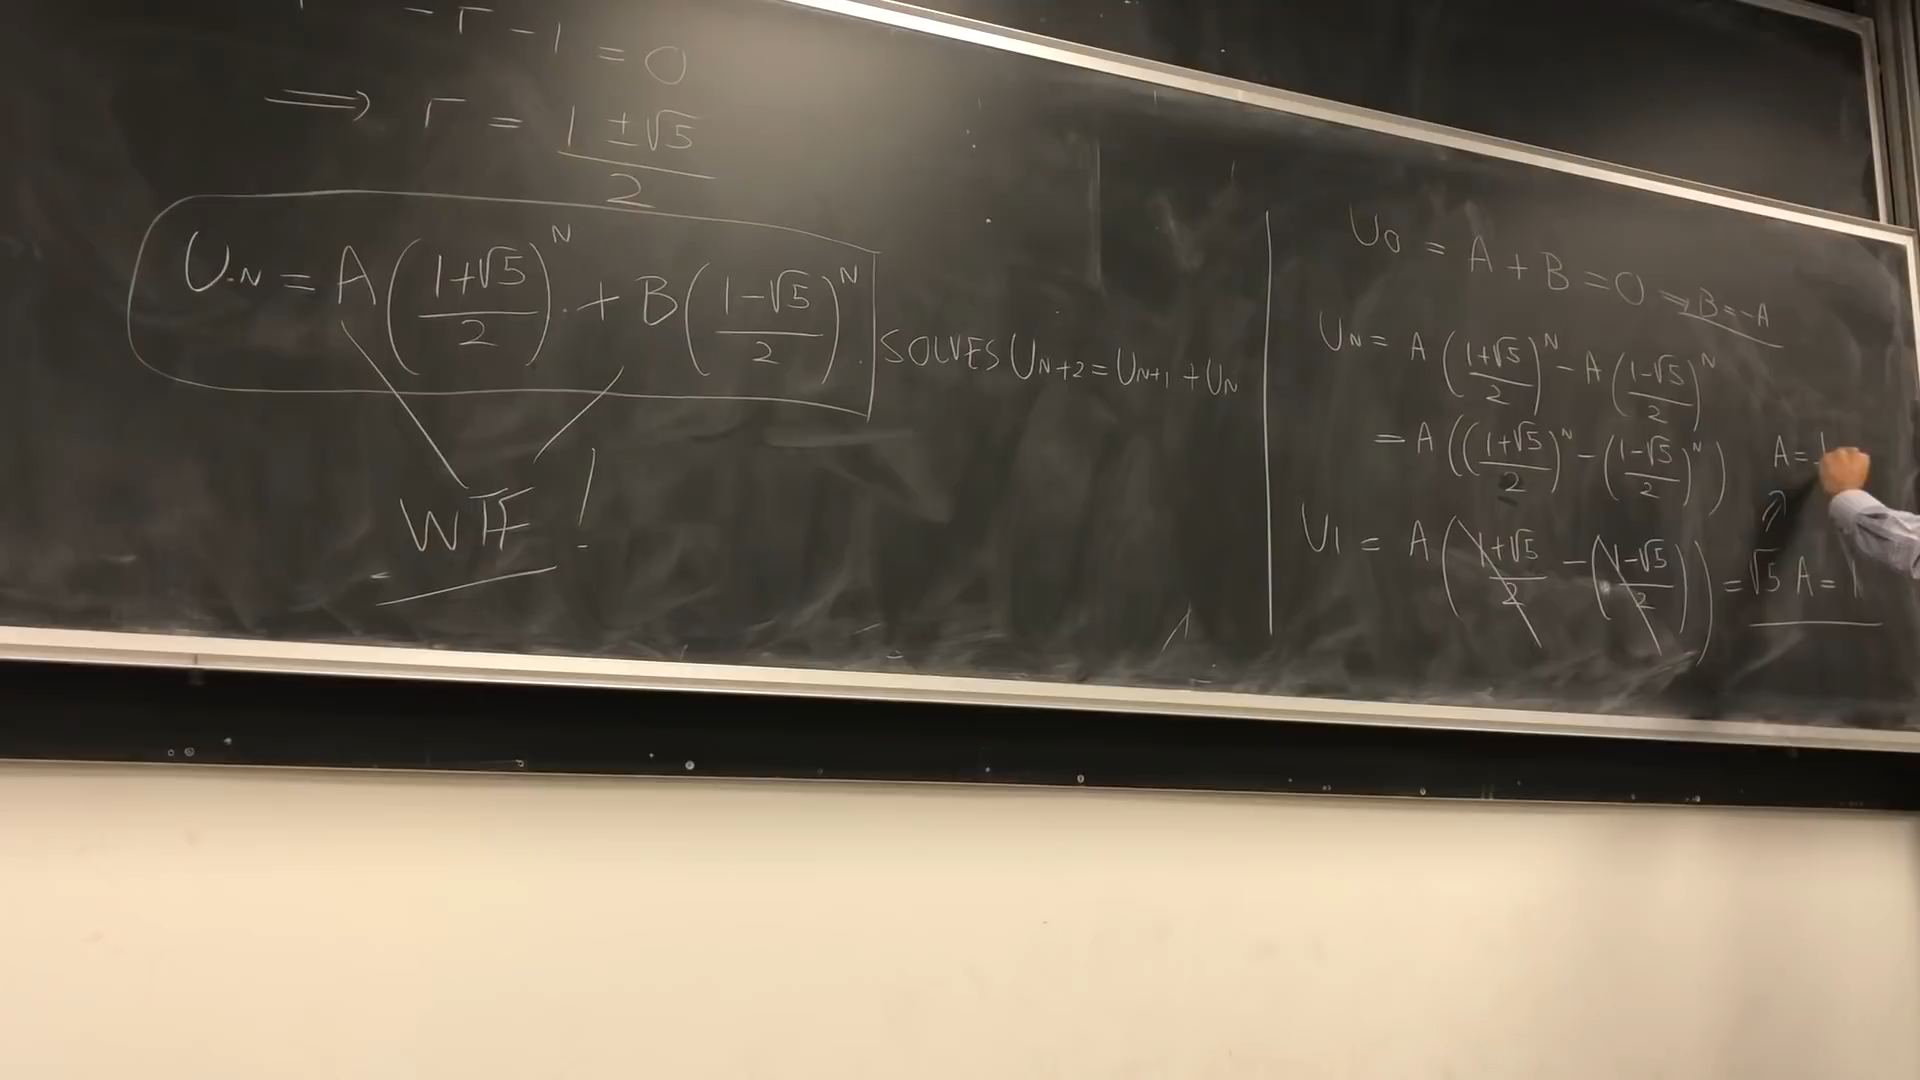 - r - 1 = 0
⟹ r = (1 ± √5)/2
U_N = A((1+√5)/2)^N + B((1-√5)/2)^N SOLVES U_N+2 = U_N+1 + U_N
WTF!
U_0 = A + B = 0 ⇒ B = -A
U_N = A((1+√5)/2)^N - A((1-√5)/2)^N
= A(((1+√5)/2)^N - ((1-√5)/2)^N)
A =
U_1 = A((1+√5)/2 - ((1-√5)/2)) = √5 A = 1